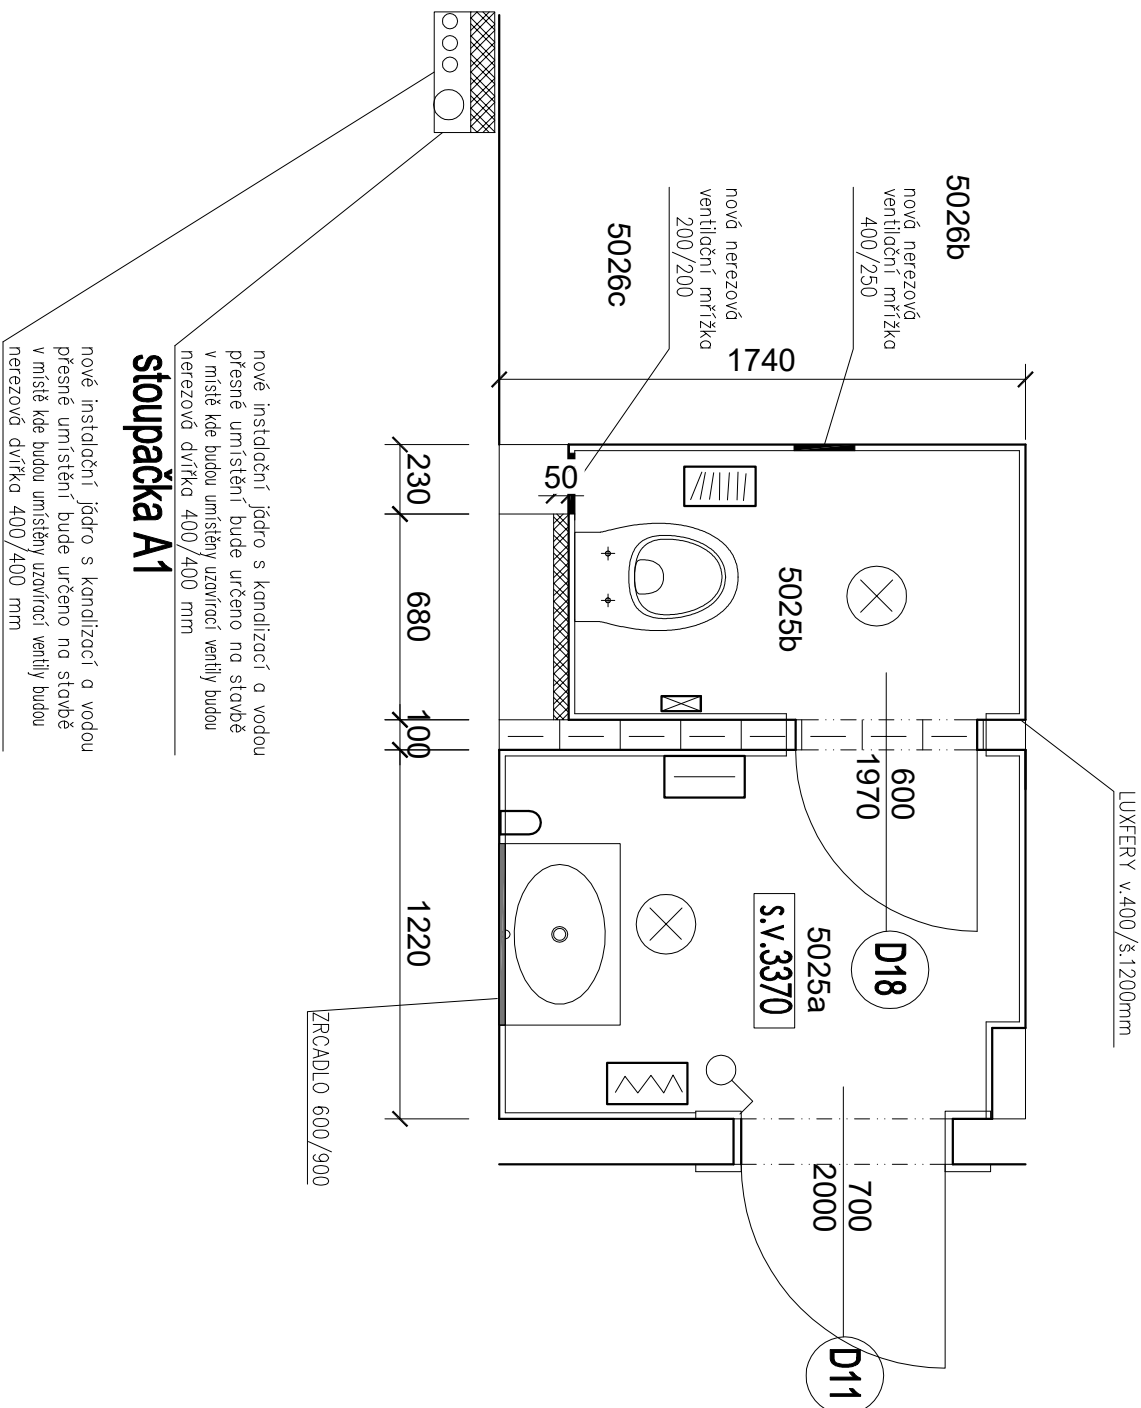 5026b
nová nerezová
ventilační mřížka
400/250
nová nerezová
ventilační mřížka
200/200
5026c
1740
LUXFERY v.400/š.1200mm
5025b
50
230
680
100
1220
600
1970
D18
5025a
s.v.3370
700
2000
D11
ZRCADLO 600/900
nové instalační jádro s kanalizací a vodou
přesné umístění bude určeno na stavbě
v místě kde budou umístěny uzavírací ventily budou
nerezová dvířka 400/400 mm
stoupačka A1
nové instalační jádro s kanalizací a vodou
přesné umístění bude určeno na stavbě
v místě kde budou umístěny uzavírací ventily budou
nerezová dvířka 400/400 mm